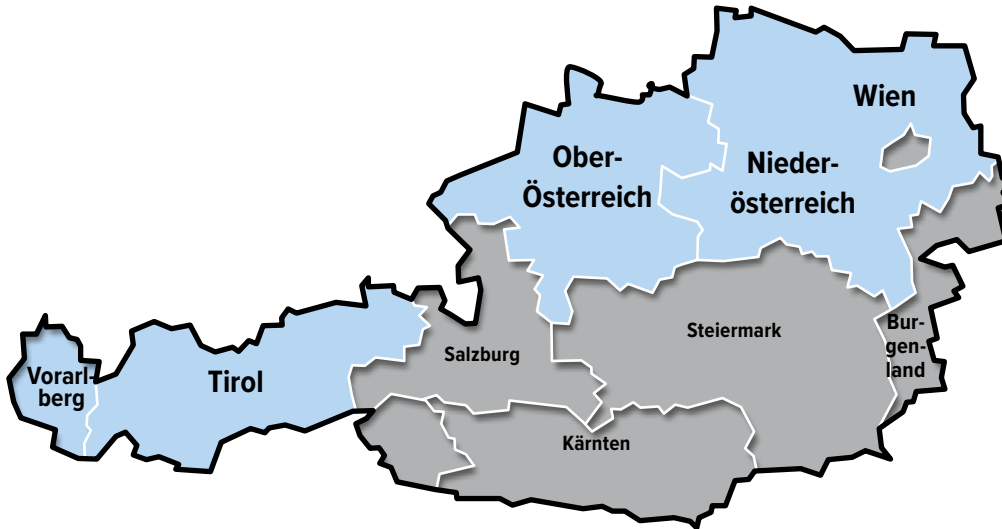 Wien
Ober-
Österreich
Nieder-
österreich
Bur-
gen-
land
Steiermark
Salzburg
Vorarl-
berg
Tirol
Kärnten